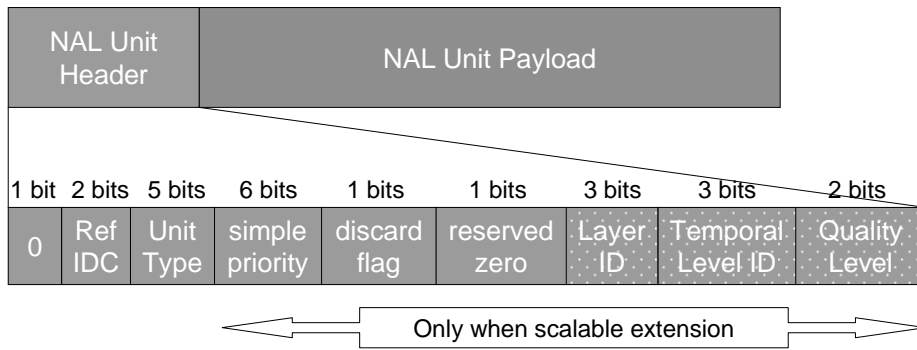 NAL Unit
Header
NAL Unit Payload
1 bit 2 bits 5 bits 6 bits 1 bits 1 bits 3 bits 3 bits 2 bits
0 Ref IDC Unit Type simple priority discard flag reserved zero Layer ID Temporal Level ID Quality Level
Only when scalable extension